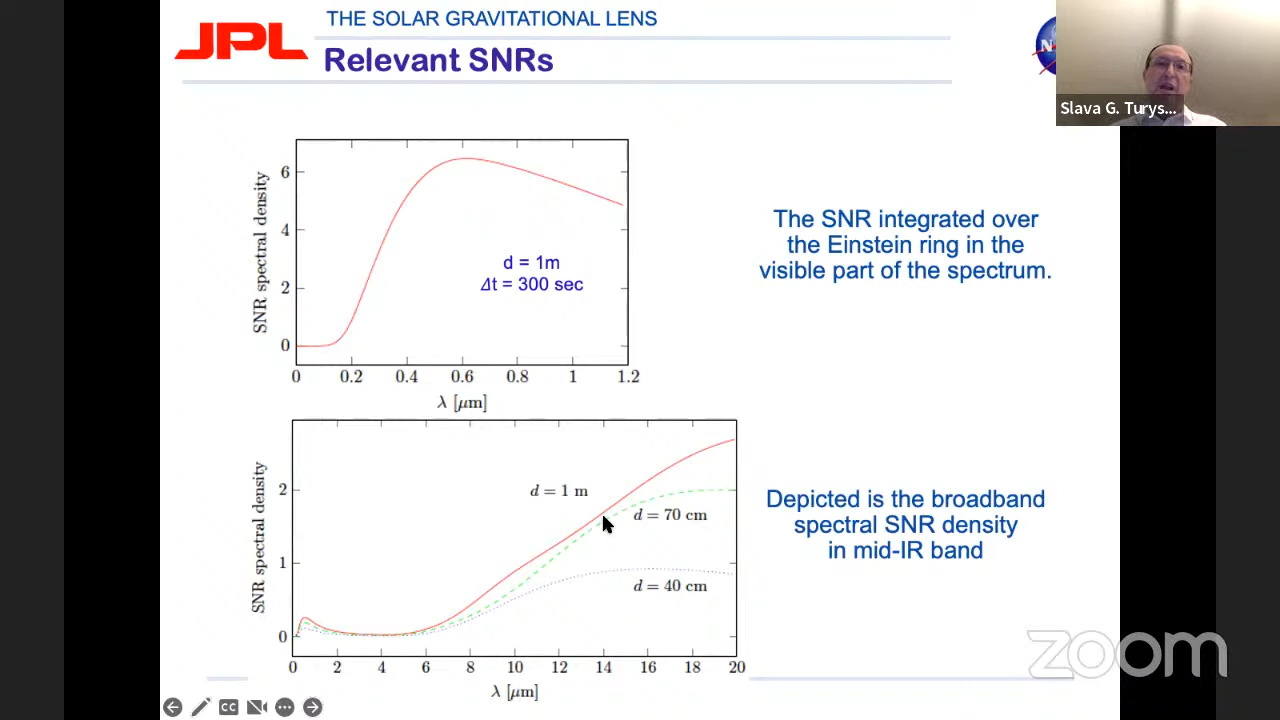 THE SOLAR GRAVITATIONAL LENS
JPL
Relevant SNRs
Slava G. Turys...
SNR spectral density
6
4
2
0
d = 1m
Δt = 300 sec
0 0.2 0.4 0.6 0.8 1 1.2
λ [μm]
The SNR integrated over
the Einstein ring in the
visible part of the spectrum.
SNR spectral density
2
1
0
d = 1 m
d = 70 cm
d = 40 cm
0 2 4 6 8 10 12 14 16 18 20
λ [μm]
Depicted is the broadband
spectral SNR density
in mid-IR band
zoom
CC